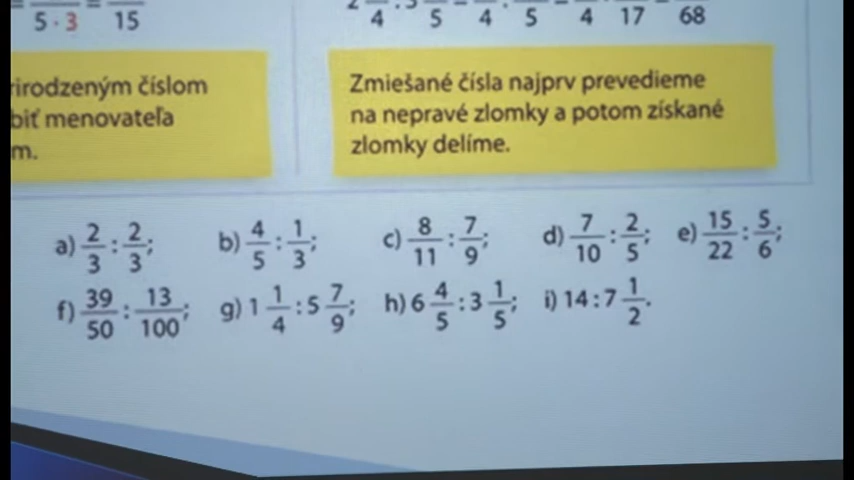 5 · 3 = 15
4 5 4 5 4 17 68
rirodzeným číslom
biť menovateľa
m.
Zmiešané čísla najprv prevedieme
na nepravé zlomky a potom získané
zlomky delíme.
a) 2/3 : 2/3; b) 4/5 : 1/3; c) 8/11 : 7/9; d) 7/10 : 2/5; e) 15/22 : 5/6;
f) 39/50 : 13/100; g) 1 1/4 : 5 7/9; h) 6 4/5 : 3 1/5; i) 14 : 7 1/2.